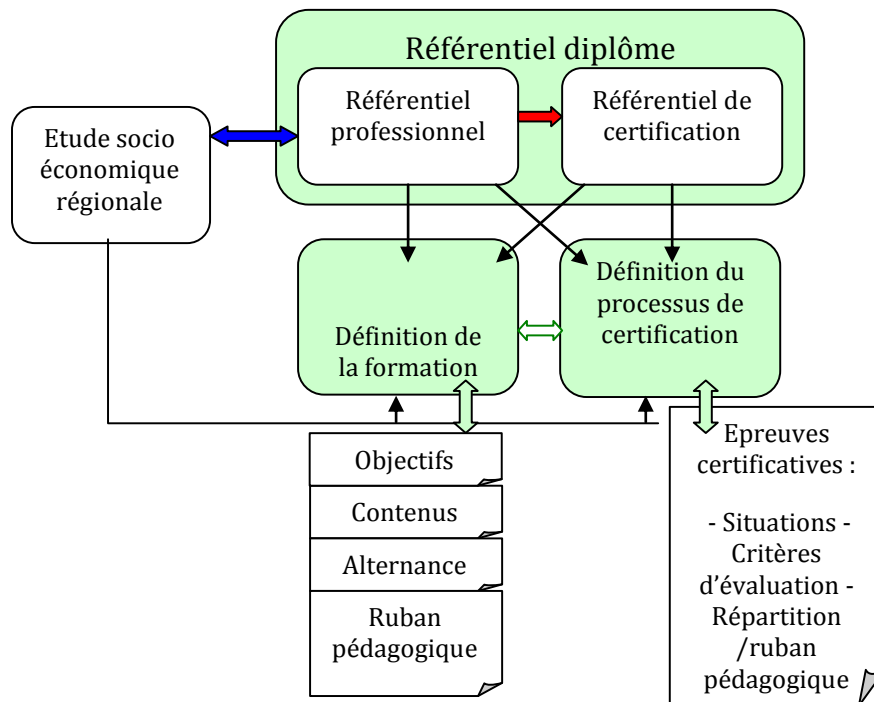 Référentiel diplôme
Référentiel
professionnel
Référentiel de
certification
Etude socio
économique
régionale
Définition de
la formation
Définition du
processus de
certification
Objectifs
Contenus
Alternance
Ruban
pédagogique
Epreuves
certificatives :
- Situations -
Critères
d'évaluation -
Répartition
/ruban
pédagogique